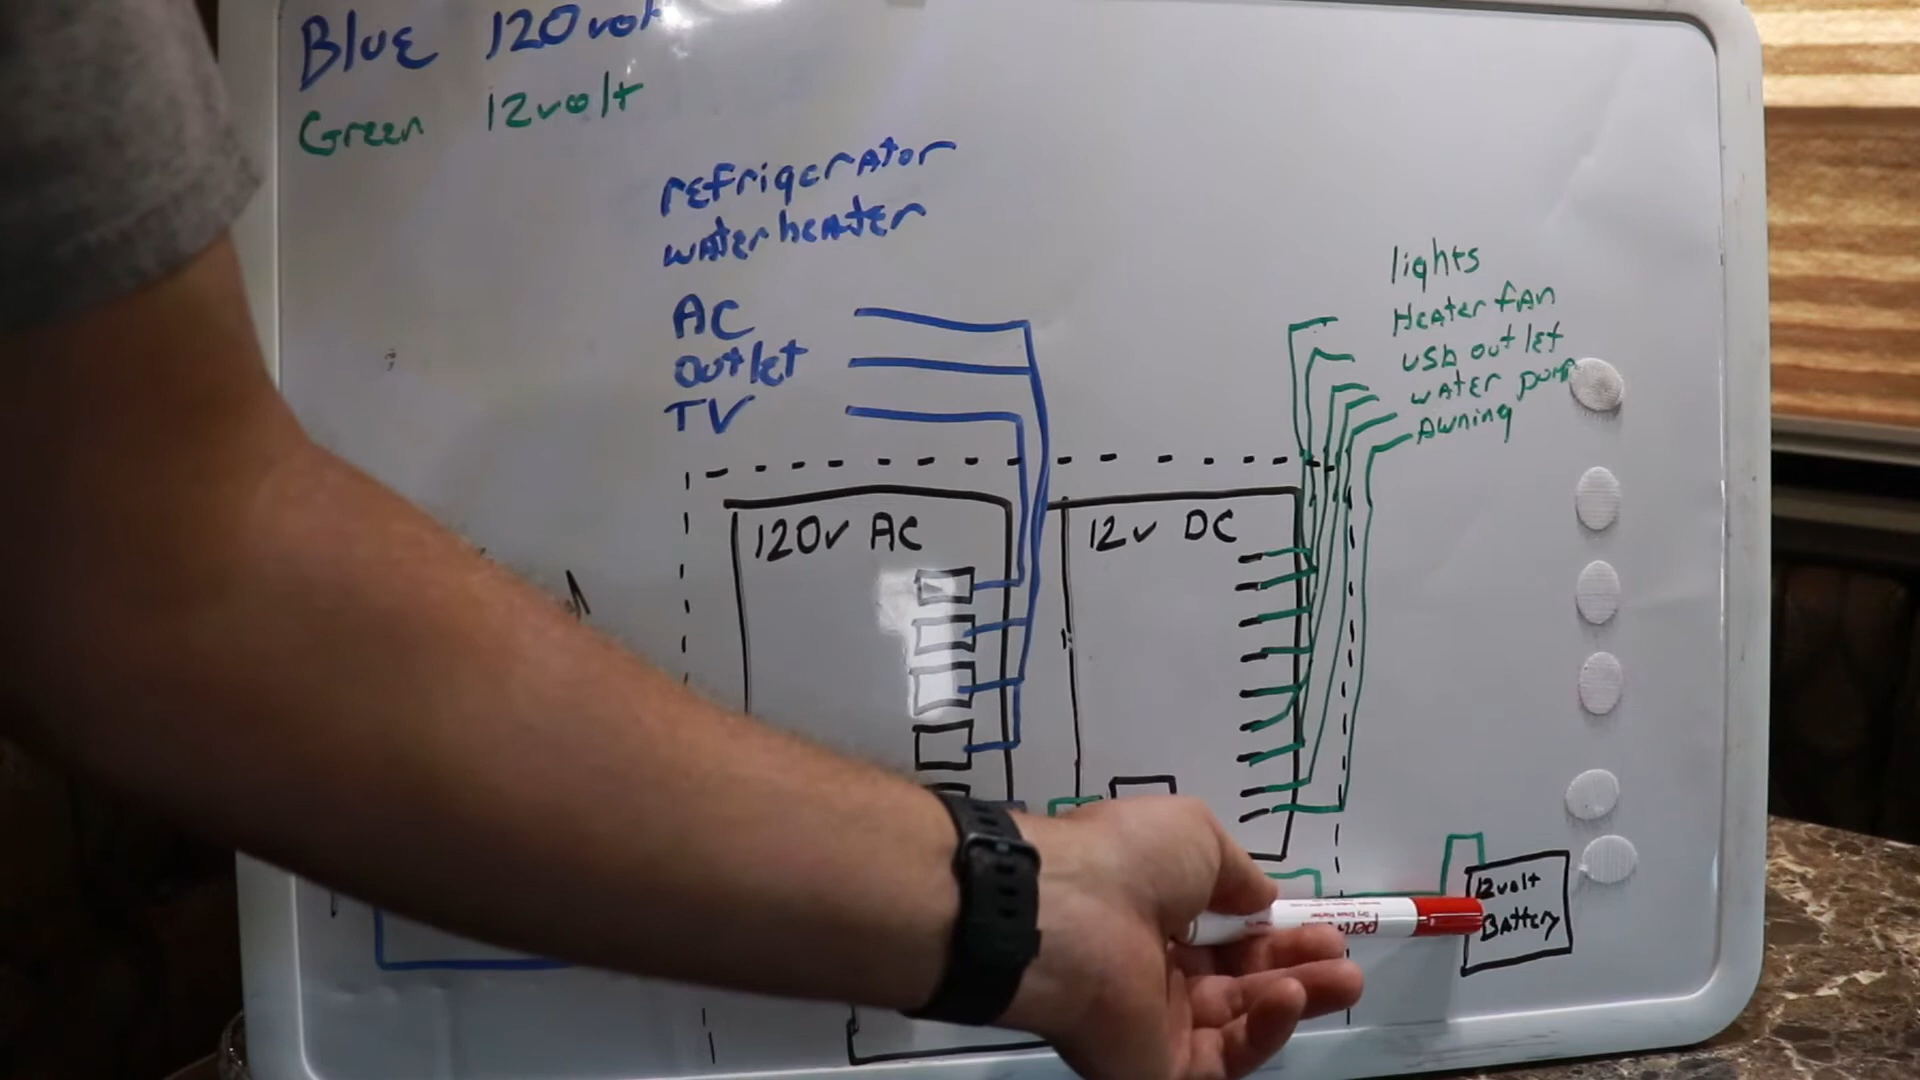 Blue 120volt
Green 12volt
refrigerator
water heater
AC
outlet
TV
lights
Heater fan
USb outlet
water pump
Awning
120v AC
12v DC
12volt
Battery